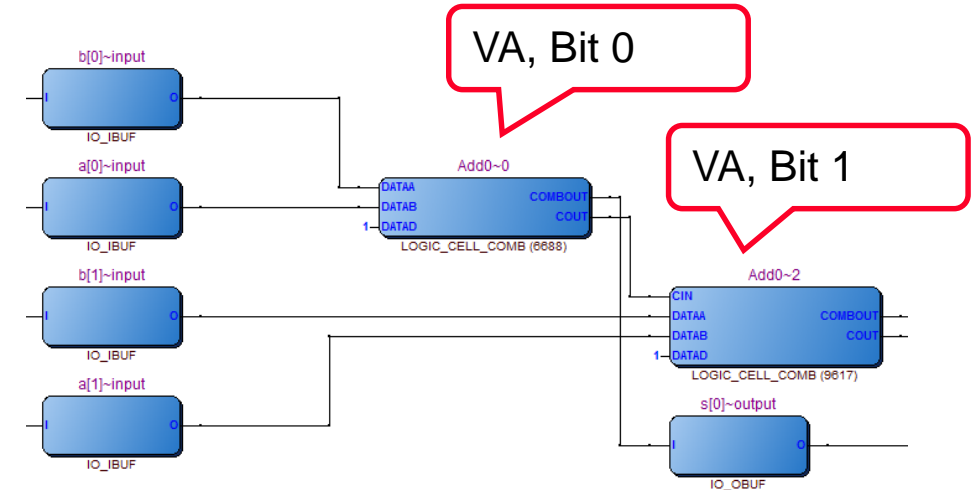 VA, Bit 0
b[0]~input
I
O
IO_IBUF
a[0]~input
I
O
IO_IBUF
Add0~0
DATAA
DATAB
1
DATAD
COMBOUT
COUT
LOGIC_CELL_COMB (6688)
VA, Bit 1
b[1]~input
I
O
IO_IBUF
Add0~2
CIN
DATAA
DATAB
1
DATAD
COMBOUT
COUT
LOGIC_CELL_COMB (9617)
a[1]~input
I
O
IO_IBUF
s[0]~output
I
O
IO_OBUF